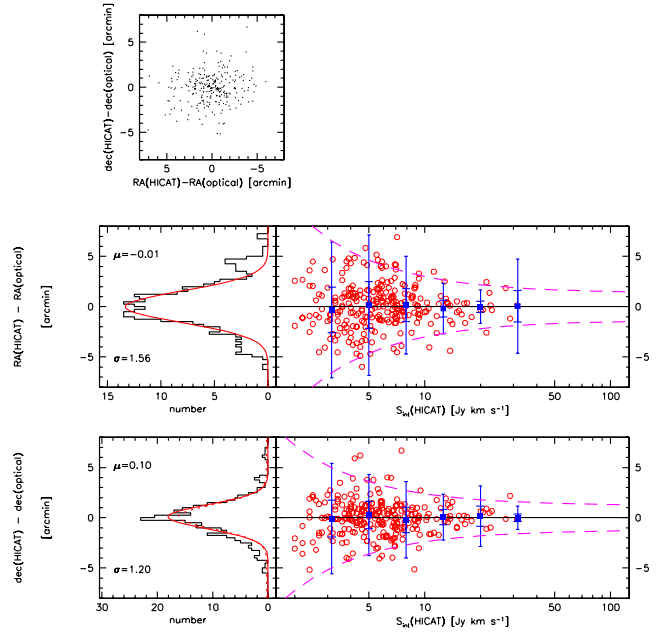 dec(HICAT)−dec(optical) [arcmin]
5
0
−5
5 0 −5
RA(HICAT)−RA(optical) [arcmin]
RA(HICAT) − RA(optical)
[arcmin]
μ=−0.01
σ=1.56
5
0
−5
15 10 5 0
number
5
0
−5
5 10 50 100
S_int(HICAT) [Jy km s⁻¹]
dec(HICAT) − dec(optical)
[arcmin]
μ=0.10
σ=1.20
5
0
−5
30 20 10 0
number
5
0
−5
5 10 50 100
S_int(HICAT) [Jy km s⁻¹]